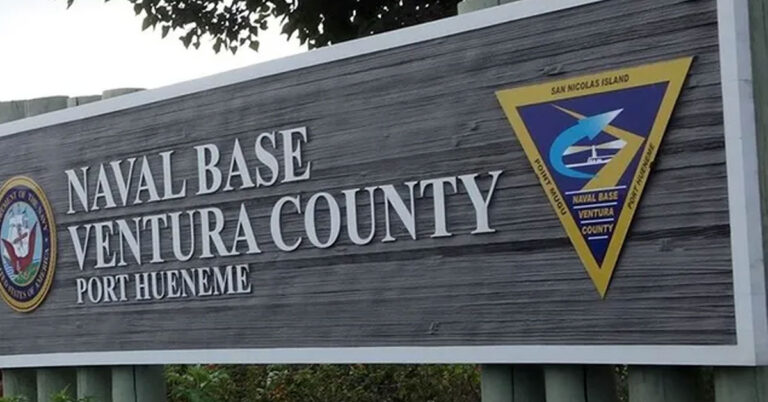 NAVAL BASE
VENTURA COUNTY
PORT HUENEME
SAN NICOLAS ISLAND
POINT MUGU
PORT HUENEME
NAVAL BASE
VENTURA
COUNTY